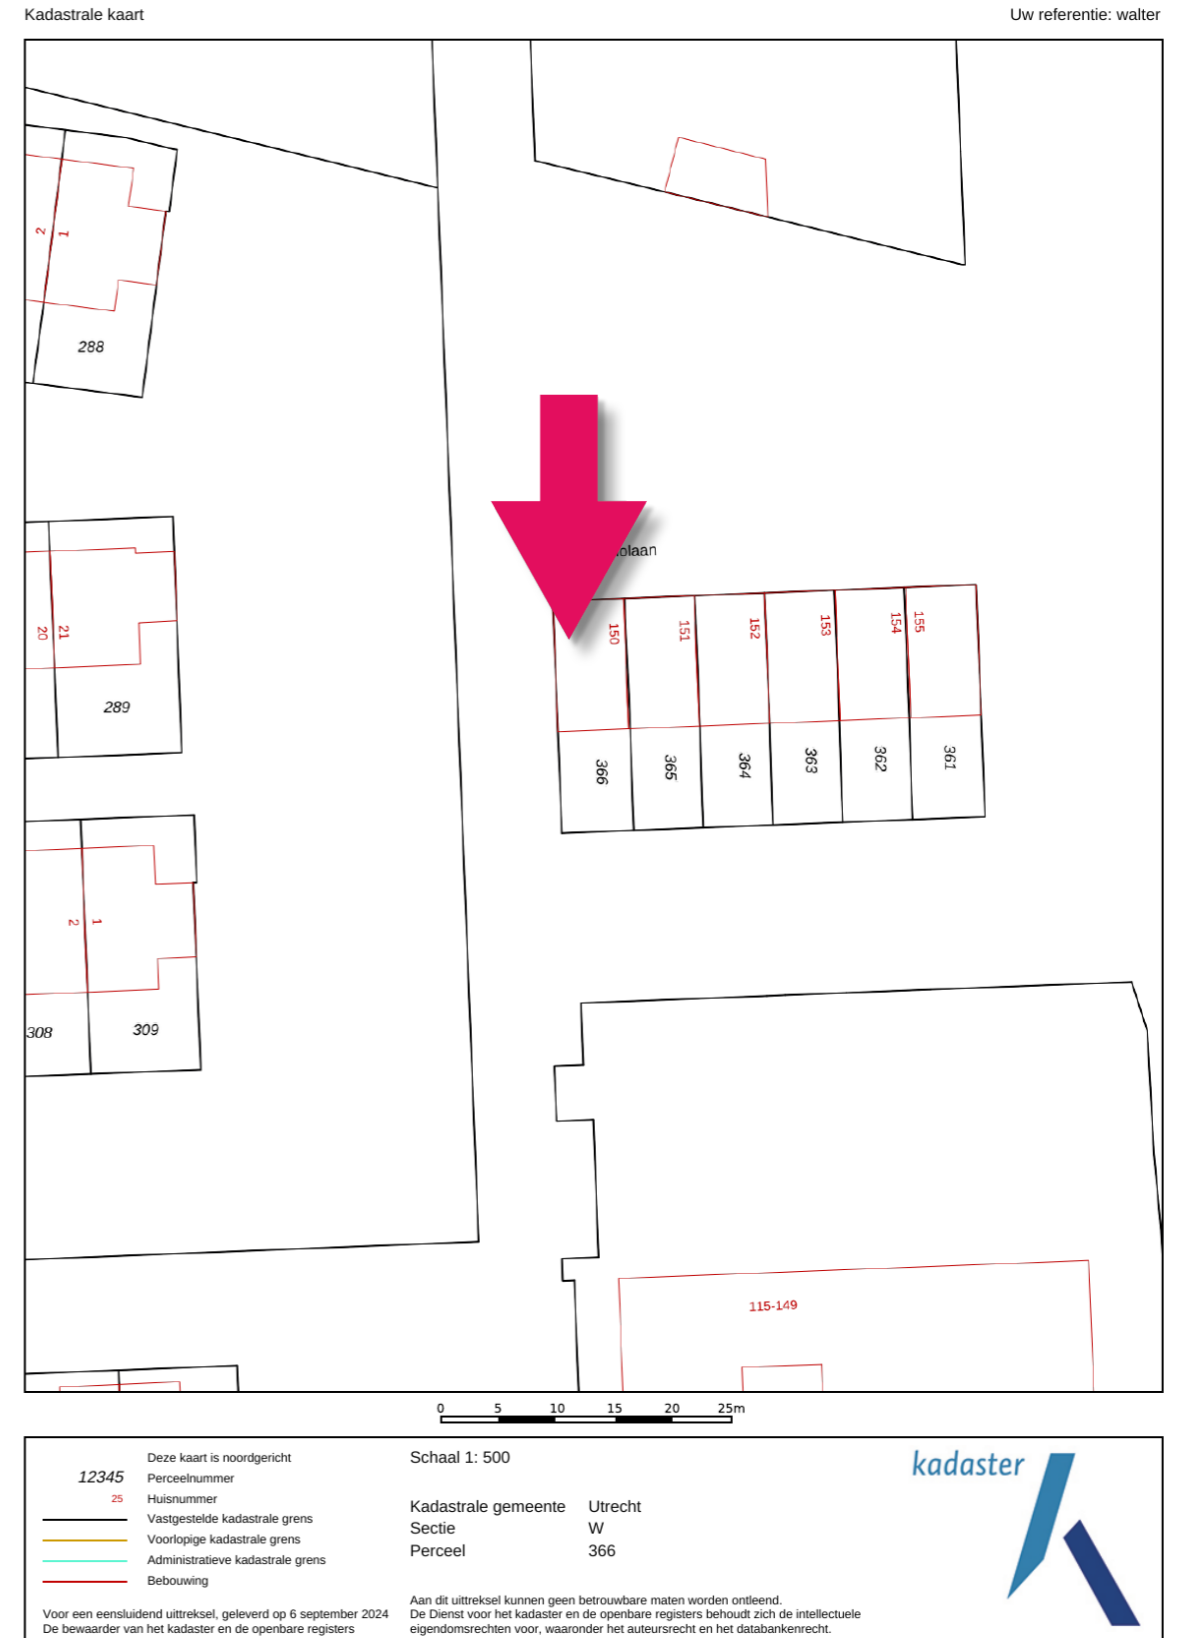 Kadastrale kaart
Uw referentie: walter
2
1
288
olaan
20
21
289
150
151
152
153
154
155
366
365
364
363
362
361
2
1
308
309
115-149
0 5 10 15 20 25m
Deze kaart is noordgericht
12345 Perceelnummer
25 Huisnummer
Vastgestelde kadastrale grens
Voorlopige kadastrale grens
Administratieve kadastrale grens
Bebouwing
Voor een eensluidend uittreksel, geleverd op 6 september 2024
De bewaarder van het kadaster en de openbare registers
Schaal 1: 500
Kadastrale gemeente Utrecht
Sectie W
Perceel 366
Aan dit uittreksel kunnen geen betrouwbare maten worden ontleend.
De Dienst voor het kadaster en de openbare registers behoudt zich de intellectuele
eigendomsrechten voor, waaronder het auteursrecht en het databankenrecht.
kadaster